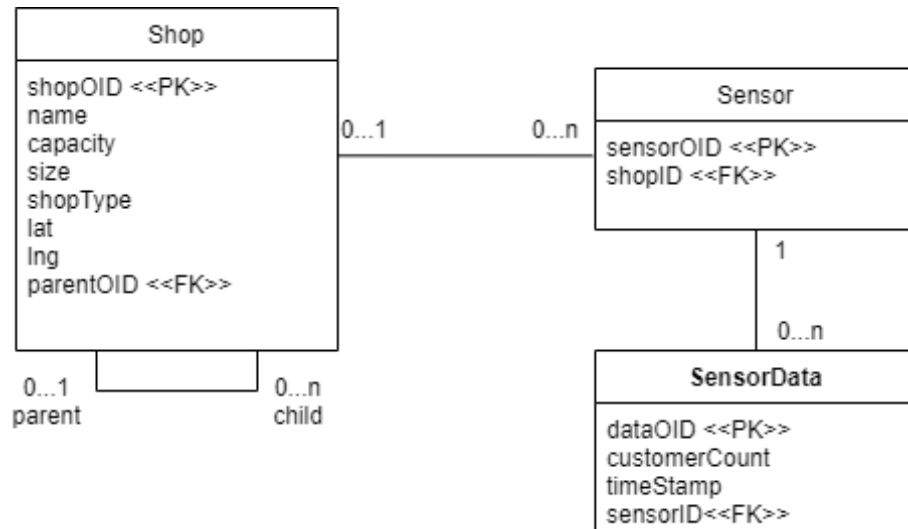 Shop
shopOID <<PK>>
name
capacity
size
shopType
lat
lng
parentOID <<FK>>
0...1
parent
0...n
child
0...1
0...n
Sensor
sensorOID <<PK>>
shopID <<FK>>
1
0...n
SensorData
dataOID <<PK>>
customerCount
timeStamp
sensorID<<FK>>